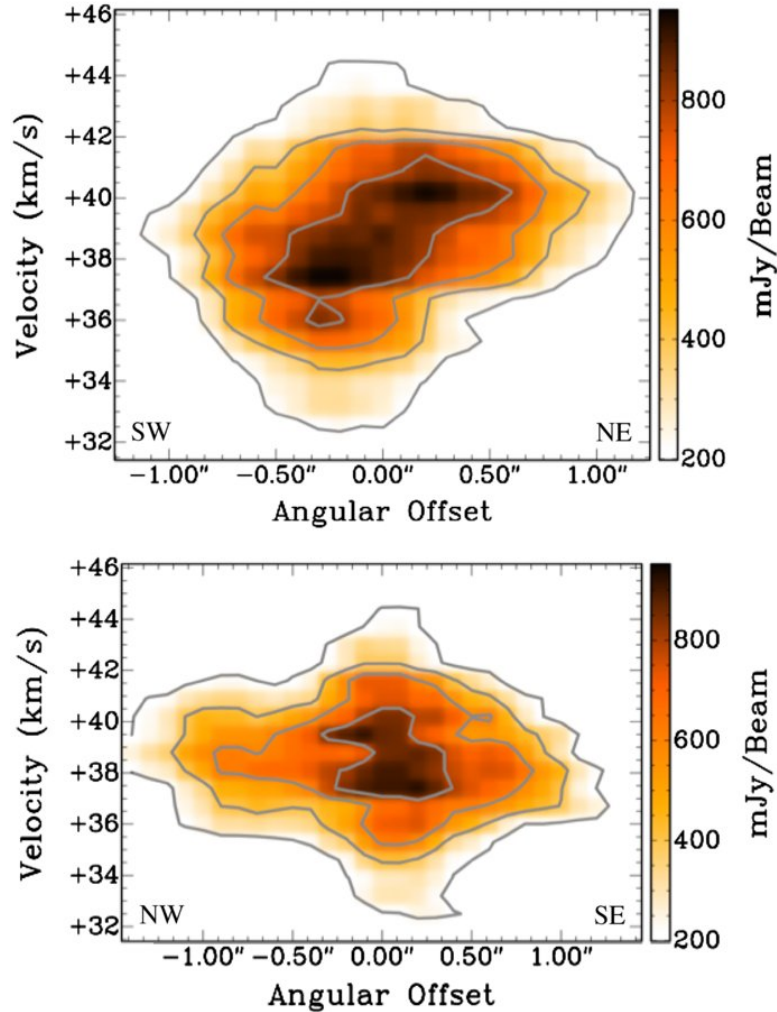 +46
+44
+42
+40
+38
+36
+34
+32
Velocity (km/s)
SW
NE
−1.00″ −0.50″ 0.00″ 0.50″ 1.00″
Angular Offset
800
600
400
200
mJy/Beam
+46
+44
+42
+40
+38
+36
+34
+32
Velocity (km/s)
NW
SE
−1.00″ −0.50″ 0.00″ 0.50″ 1.00″
Angular Offset
800
600
400
200
mJy/Beam